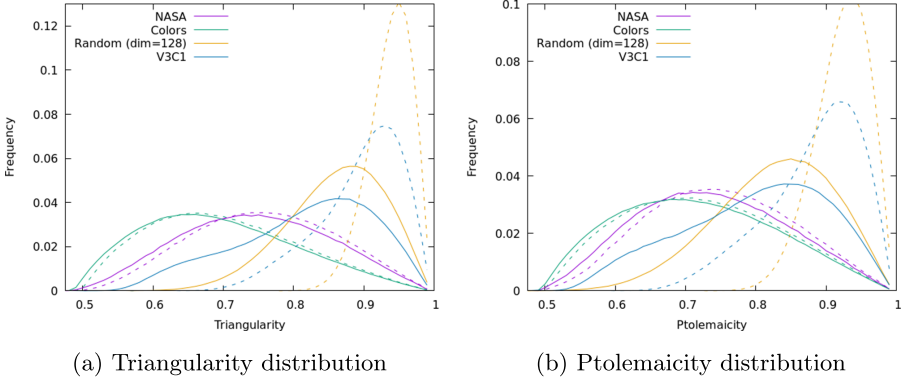 NASA
Colors
Random (dim=128)
V3C1
0.12
0.1
0.08
0.06
0.04
0.02
0
Frequency
0.5 0.6 0.7 0.8 0.9 1
Triangularity
(a) Triangularity distribution
NASA
Colors
Random (dim=128)
V3C1
0.1
0.08
0.06
0.04
0.02
0
Frequency
0.5 0.6 0.7 0.8 0.9 1
Ptolemaicity
(b) Ptolemaicity distribution